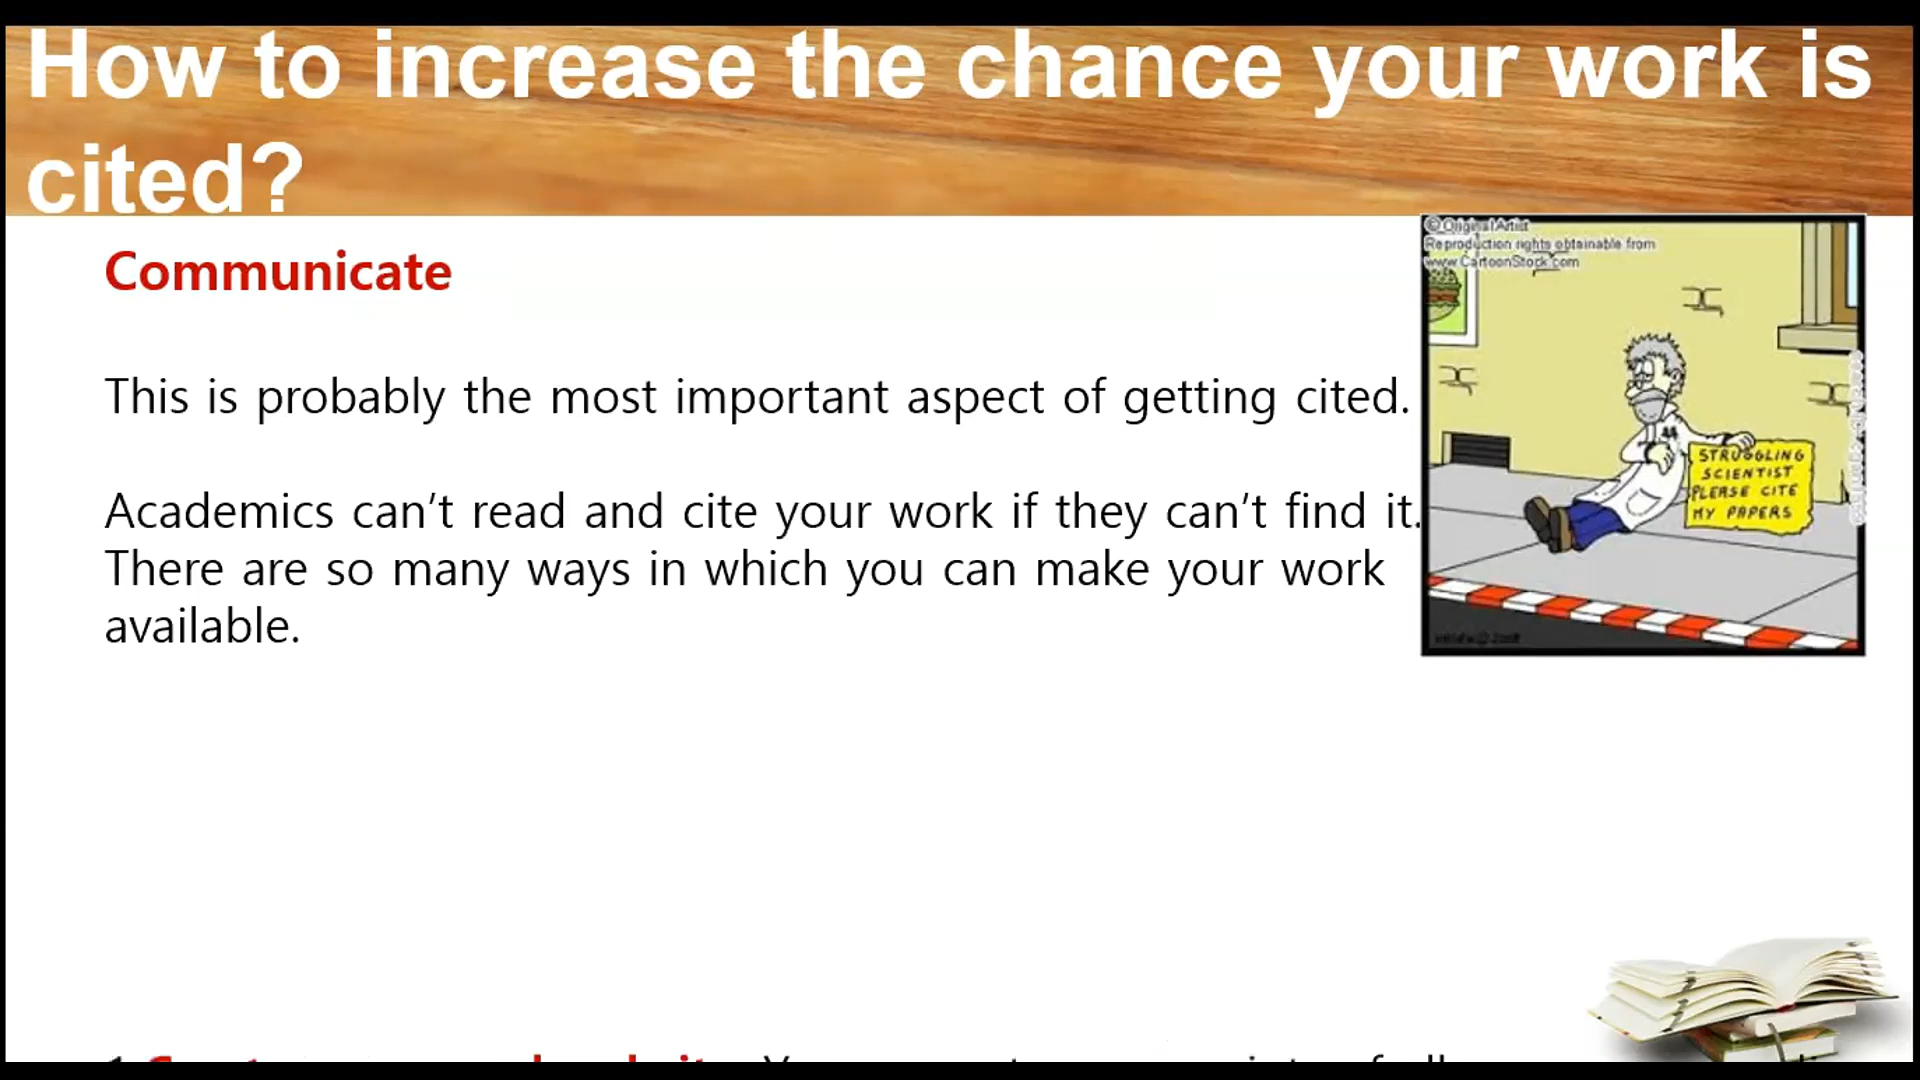 How to increase the chance your work is
cited?
Communicate
This is probably the most important aspect of getting cited.
Academics can’t read and cite your work if they can’t find it.
There are so many ways in which you can make your work
available.
© Original Artist
Reproduction rights obtainable from
www.CartoonStock.com
STRUGGLING
SCIENTIST
PLEASE CITE
MY PAPERS